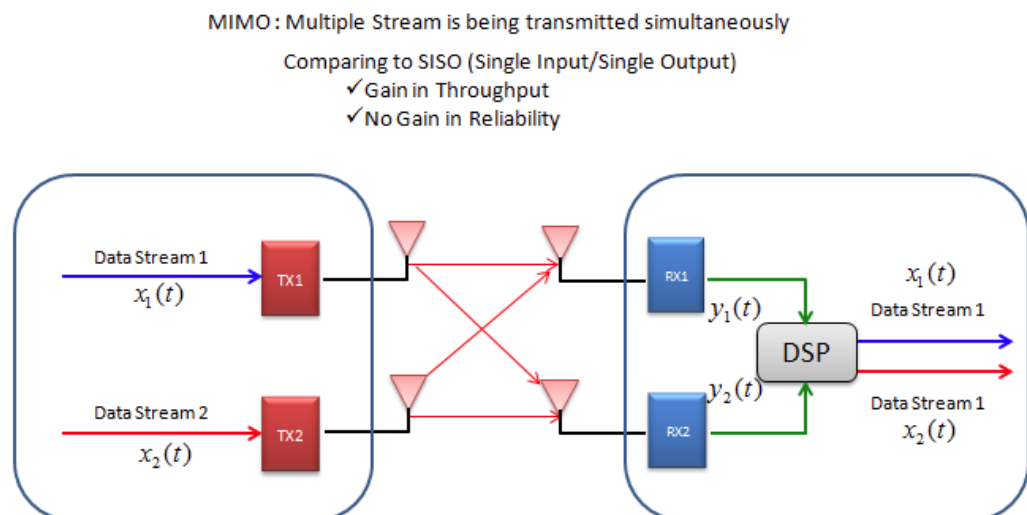 MIMO : Multiple Stream is being transmitted simultaneously
Comparing to SISO (Single Input/Single Output)
✓Gain in Throughput
✓No Gain in Reliability
Data Stream 1
x₁(t)
TX1
RX1
y₁(t)
x₁(t)
Data Stream 1
DSP
Data Stream 2
x₂(t)
TX2
RX2
y₂(t)
Data Stream 1
x₂(t)